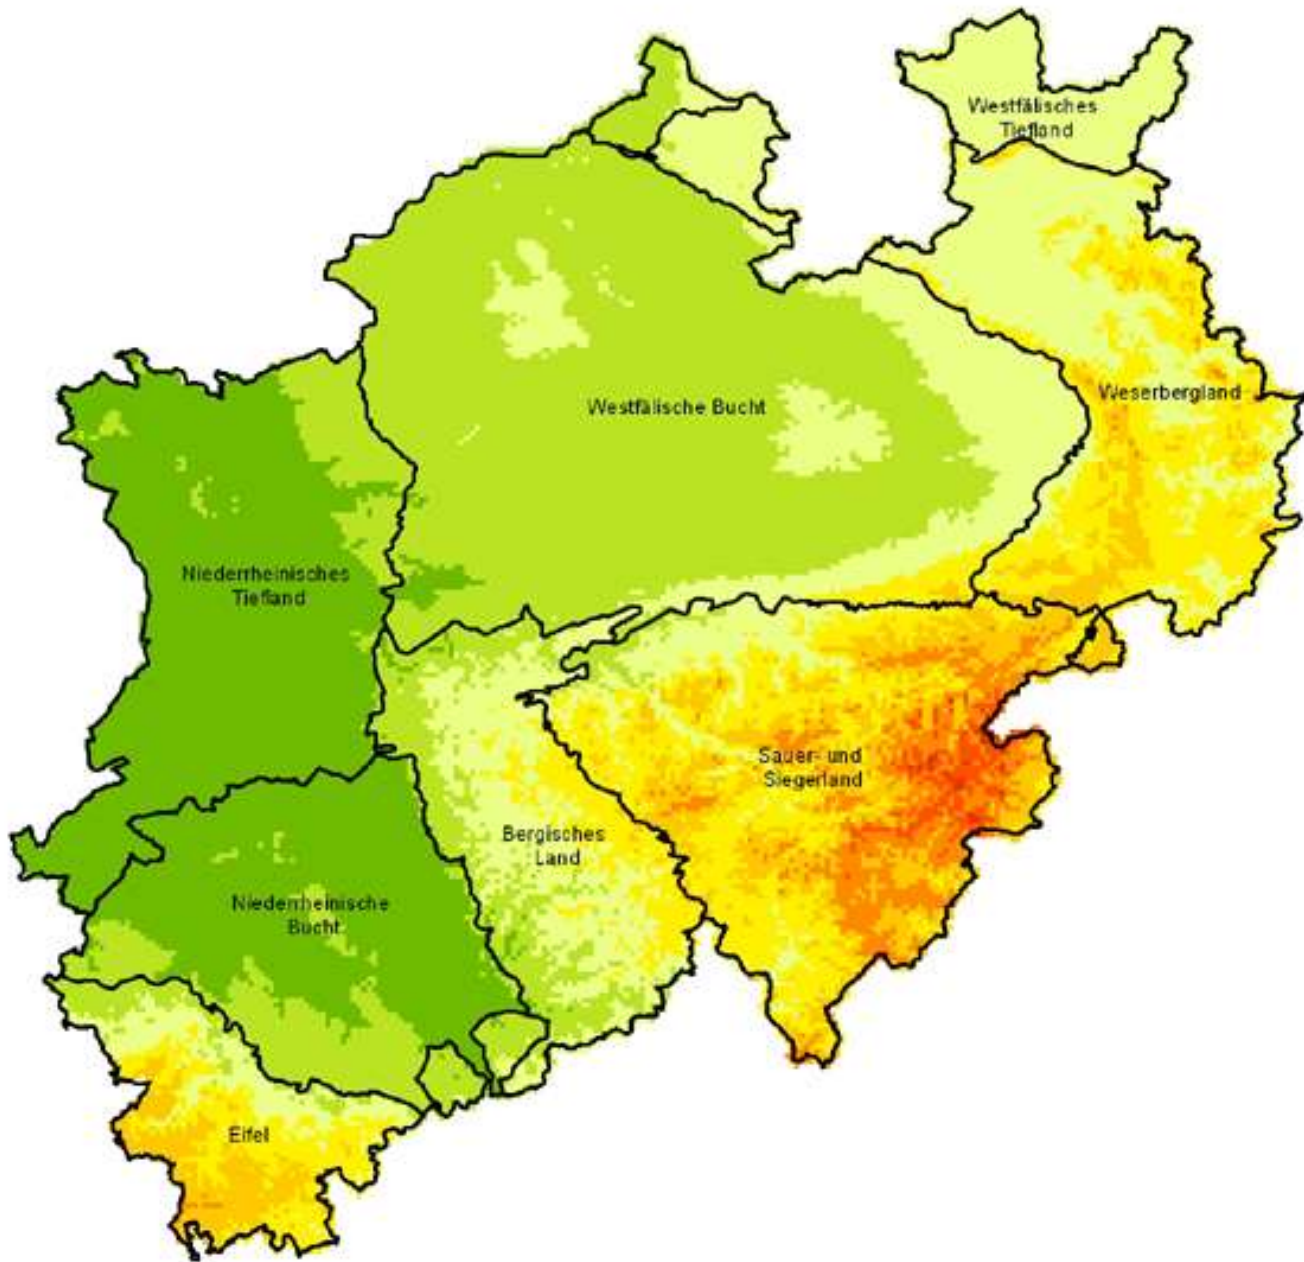 Westfälisches
Tiefland
Weserbergland
Westfälische Bucht
Niederrheinisches
Tiefland
Sauer- und
Siegerland
Bergisches
Land
Niederrheinische
Bucht
Eifel